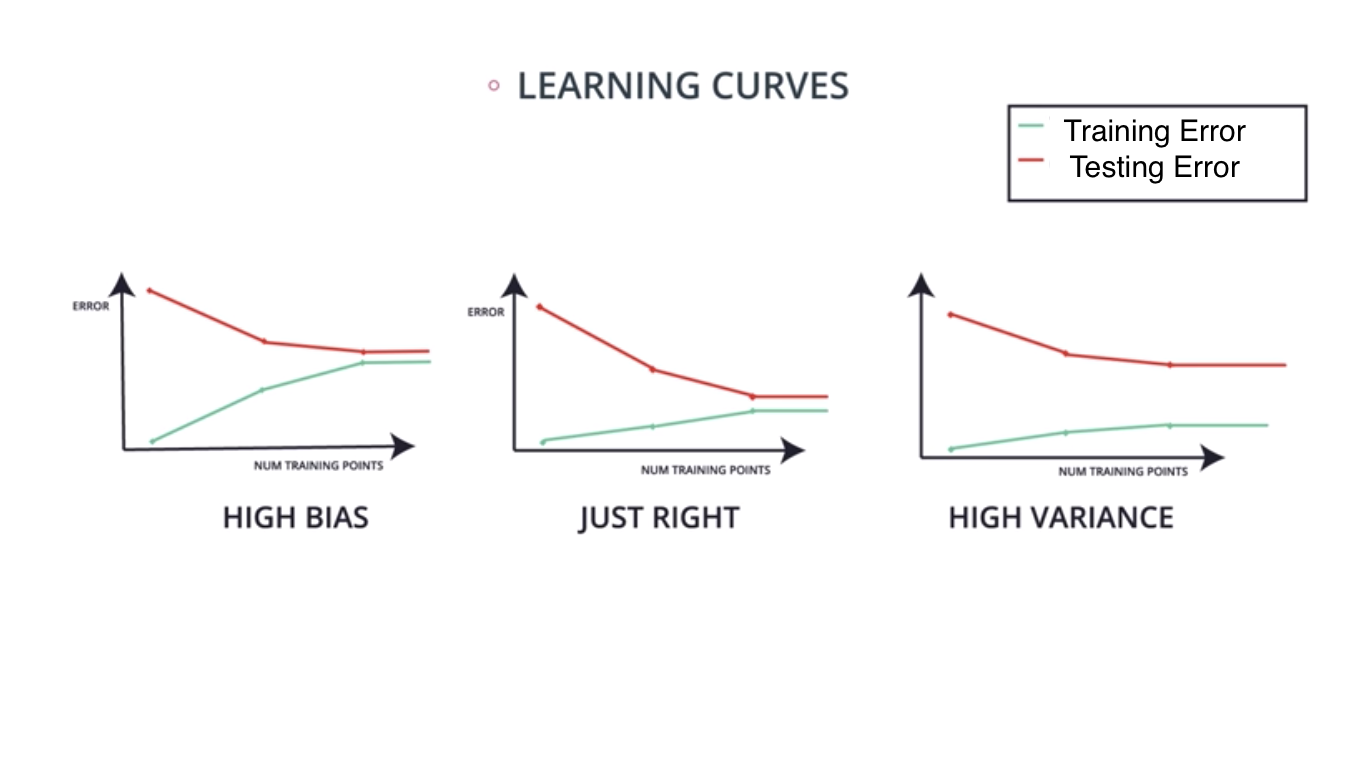 LEARNING CURVES
Training Error
Testing Error
ERROR
NUM TRAINING POINTS
HIGH BIAS
ERROR
NUM TRAINING POINTS
JUST RIGHT
NUM TRAINING POINTS
HIGH VARIANCE